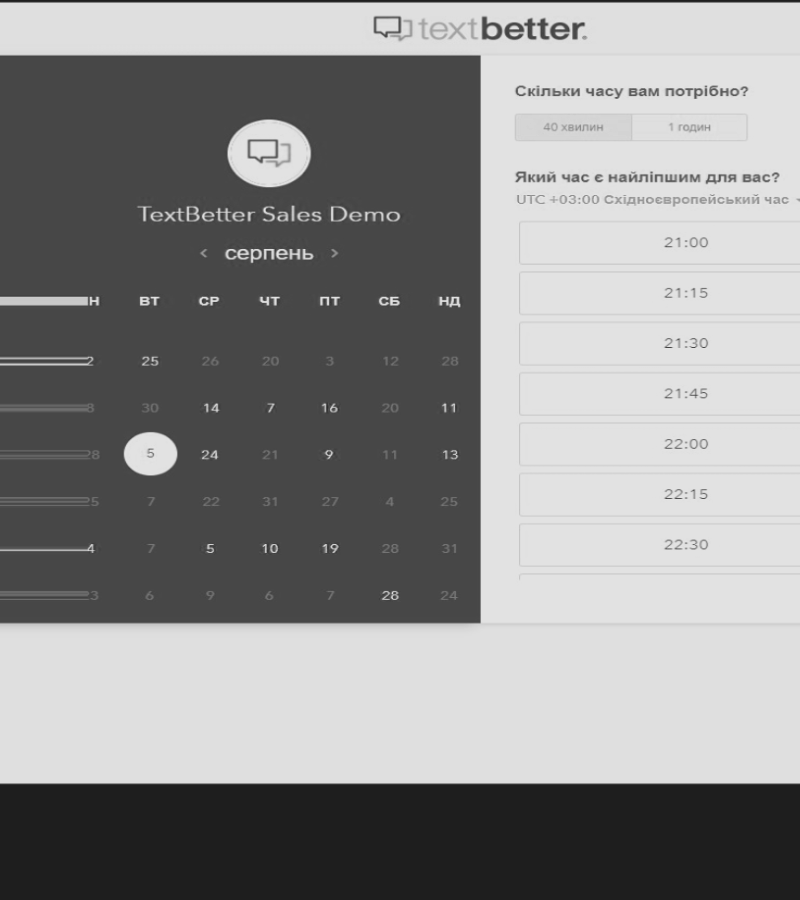 textbetter.
TextBetter Sales Demo
‹ серпень ›
Н ВТ СР ЧТ ПТ СБ НД
2 25 26 20 3 12 28
3 30 14 7 16 20 11
8 5 24 21 9 11 13
5 7 22 31 27 4 25
4 7 5 10 19 28 31
3 6 9 6 7 28 24
Скільки часу вам потрібно?
40 хвилин 1 годин
Який час є найліпшим для вас?
UTC +03:00 Східноєвропейський час
21:00
21:15
21:30
21:45
22:00
22:15
22:30